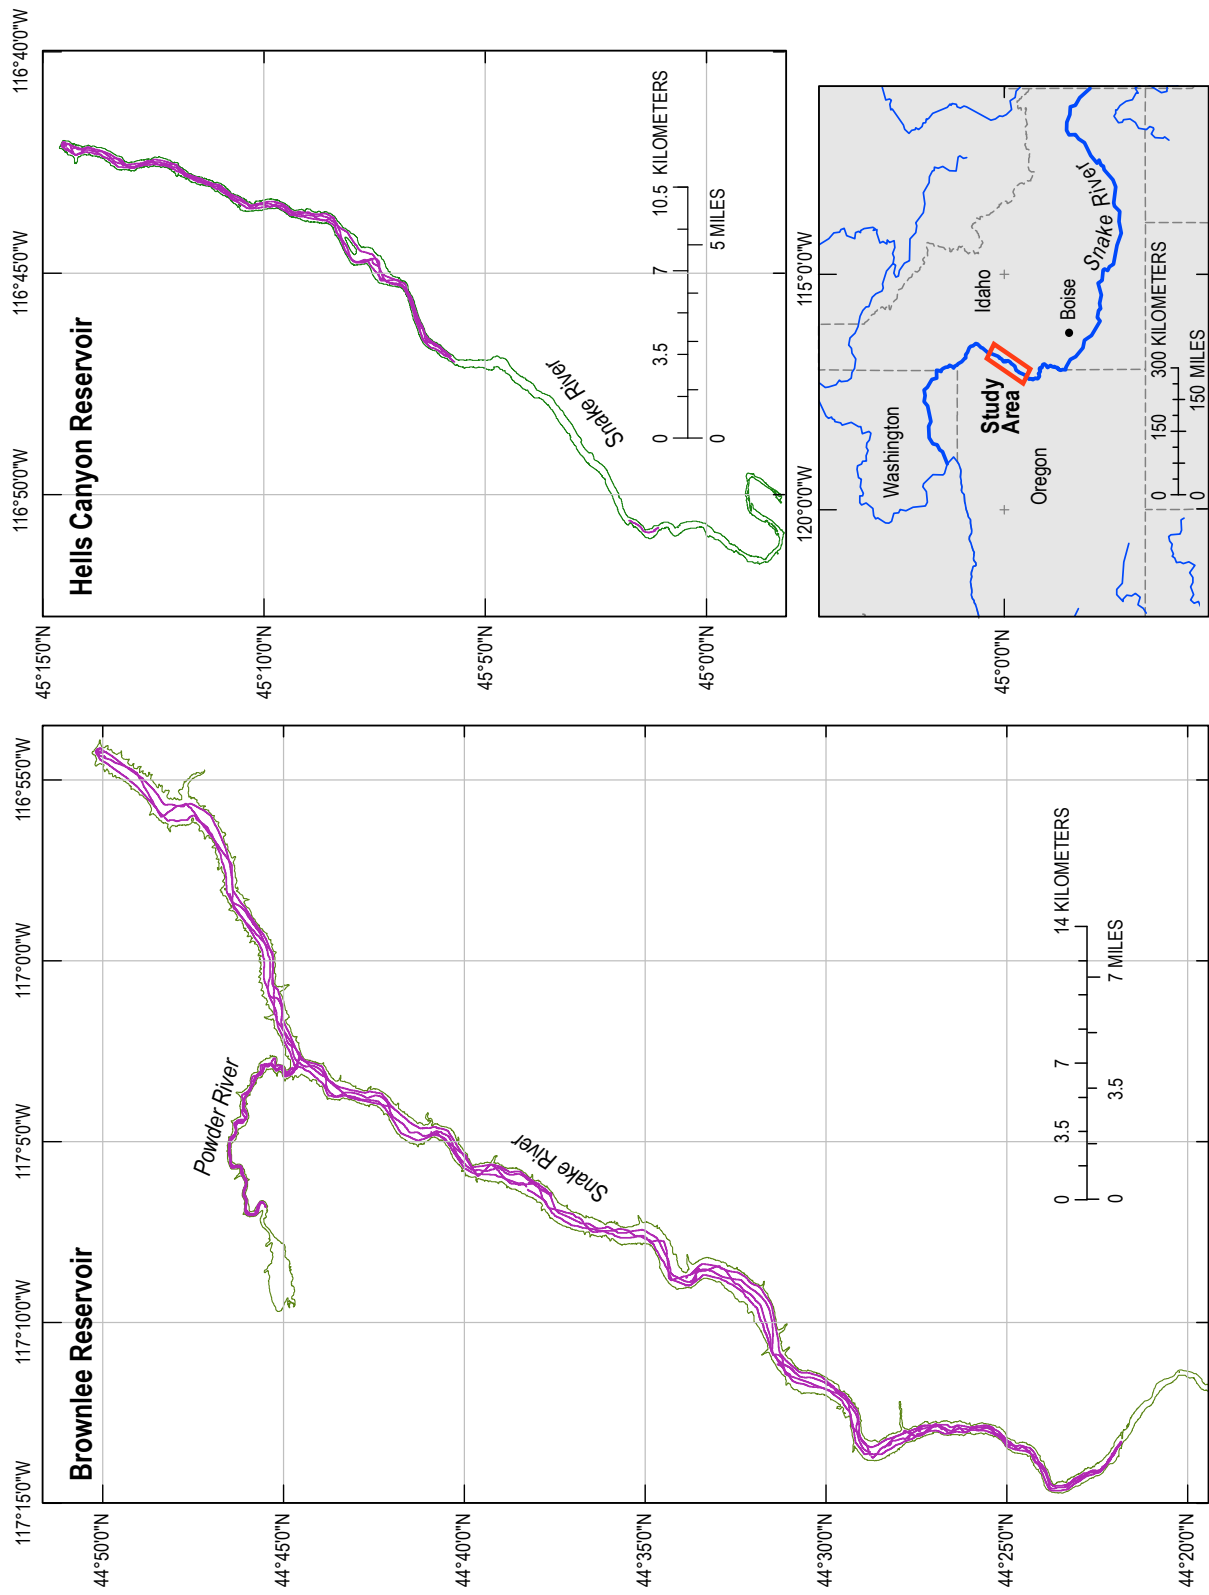 Brownlee Reservoir
117°15'0"W
117°10'0"W
117°5'0"W
117°0'0"W
116°55'0"W
44°50'0"N
44°45'0"N
44°40'0"N
44°35'0"N
44°30'0"N
44°25'0"N
44°20'0"N
Powder River
Snake River
0 3.5 7 14 KILOMETERS
0 3.5 7 MILES
Hells Canyon Reservoir
116°50'0"W
116°45'0"W
116°40'0"W
45°15'0"N
45°10'0"N
45°5'0"N
45°0'0"N
Snake River
0 3.5 7 10.5 KILOMETERS
0 5 MILES
120°0'0"W
115°0'0"W
45°0'0"N
Washington
Idaho
Study
Area
Oregon
Boise
Snake River
0 150 300 KILOMETERS
0 150 MILES